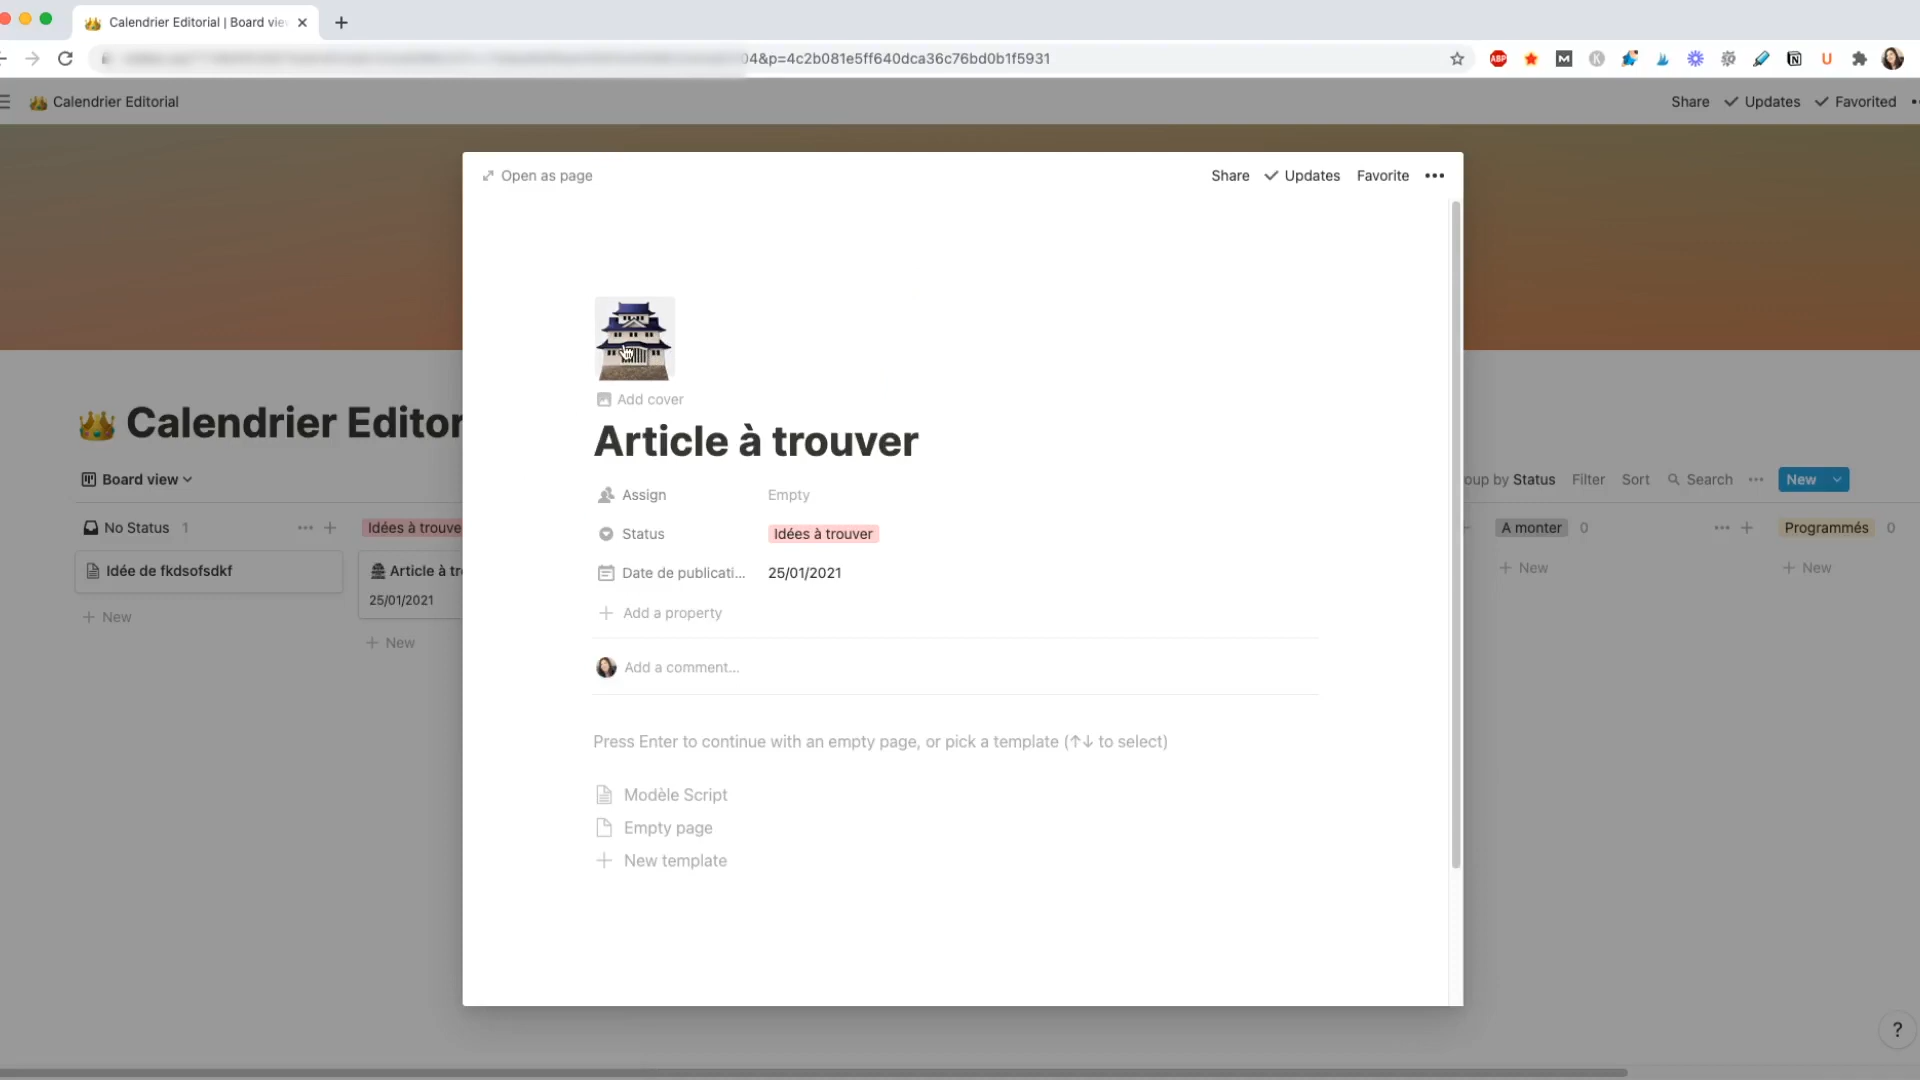 Calendrier Editorial | Board vie
04&p=4c2b081e5ff640dca36c76bd0b1f5931
ABP
Calendrier Editorial
Share Updates Favorited
Open as page
Share Updates Favorite
Add cover
Calendrier Editor
Article à trouver
Board view
oup by Status Filter Sort Search New
Assign Empty
No Status 1
Idées à trouve
A monter 0
Programmés 0
Status Idées à trouver
Idée de fkdsofsdkf
Article à tr
25/01/2021
New
New
New
New
Date de publicati... 25/01/2021
Add a property
Add a comment...
Press Enter to continue with an empty page, or pick a template (↑↓ to select)
Modèle Script
Empty page
New template
?